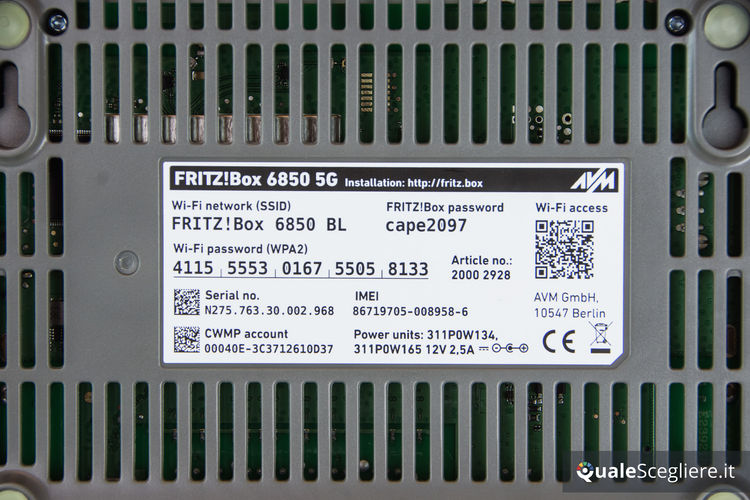 FRITZ!Box 6850 5G Installation: http://fritz.box AVM
Wi-Fi network (SSID) FRITZ!Box password Wi-Fi access
FRITZ!Box 6850 BL cape2097
Wi-Fi password (WPA2)
4115 5553 0167 5505 8133
Article no.:
2000 2928
Serial no. IMEI
N275.763.30.002.968 86719705-008958-6
AVM GmbH,
10547 Berlin
CWMP account
00040E-3C3712610D37
Power units: 311P0W134,
311P0W165 12V 2,5A
CE
QualeScegliere.it